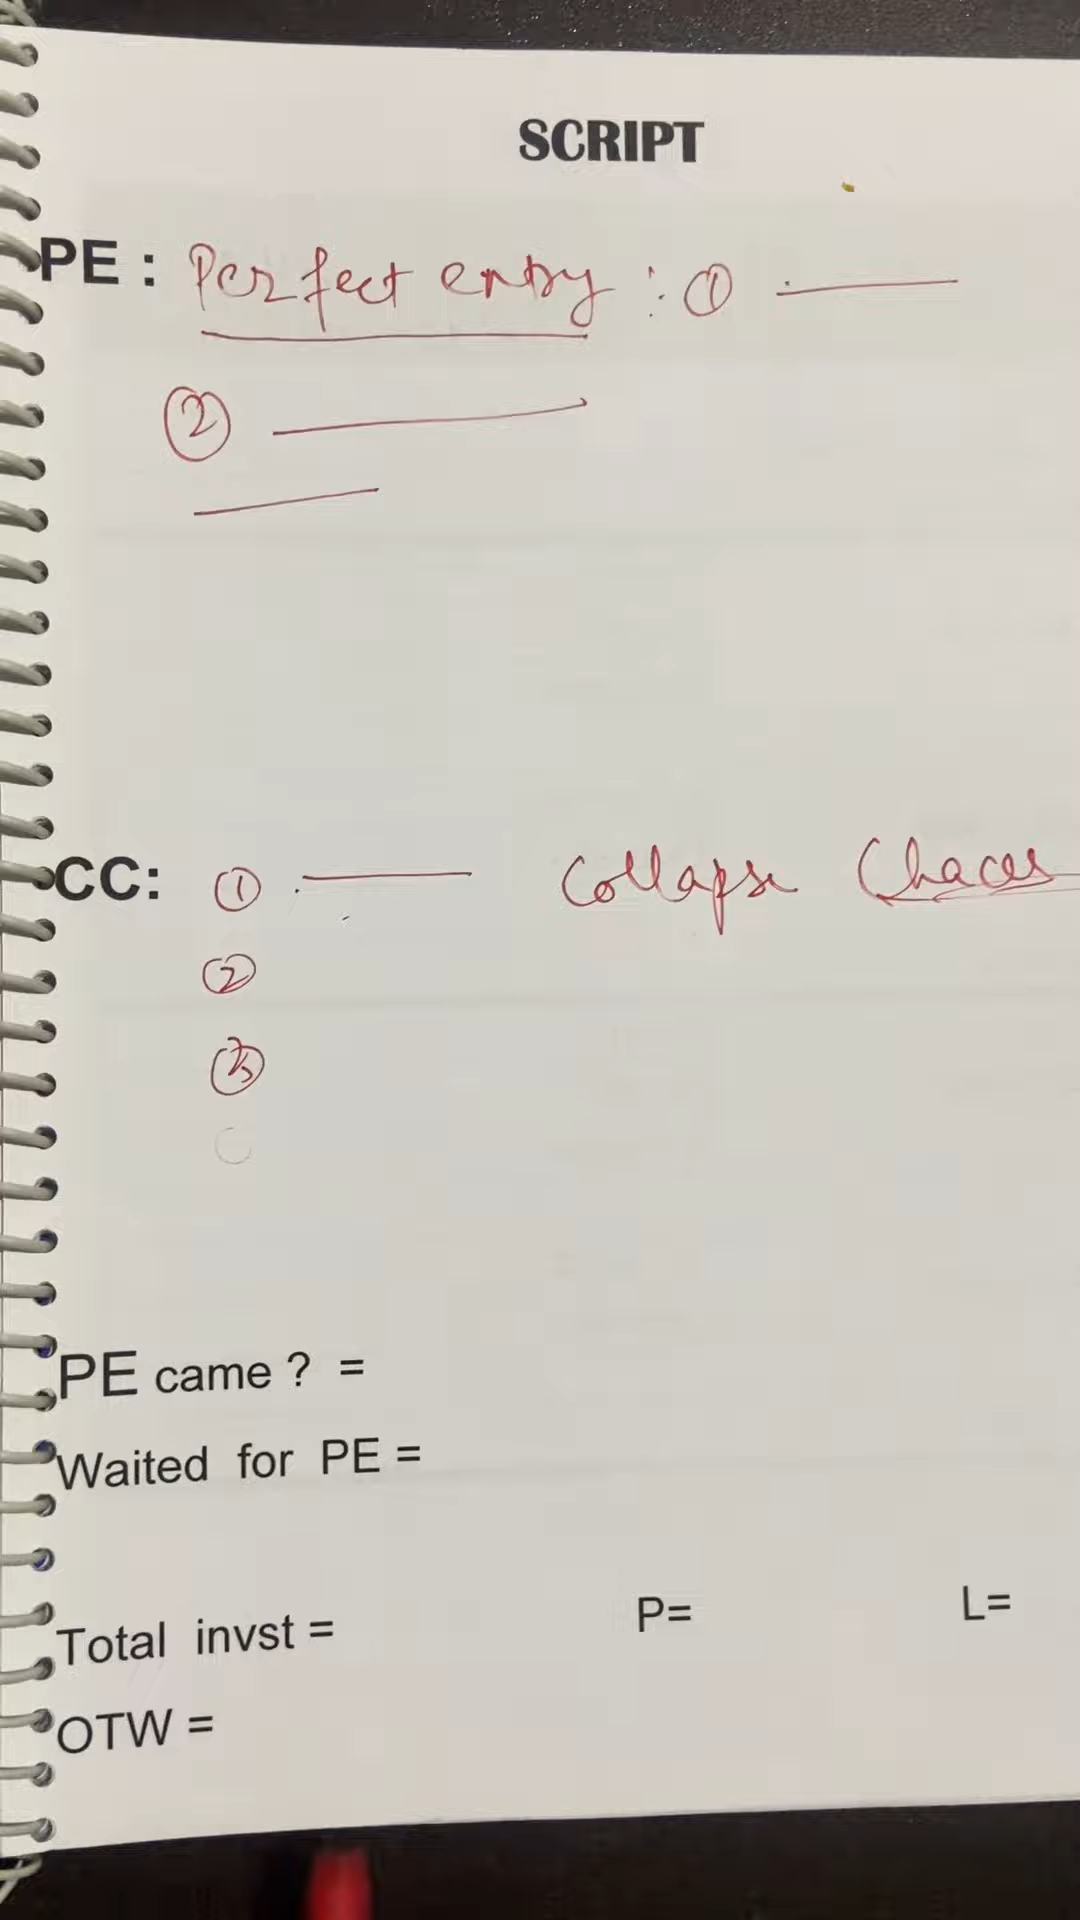 SCRIPT
PE : Perfect entry : ①
②
CC: ① Collapse Chaces
②
③
PE came ? =
Waited for PE =
Total invst = P= L=
OTW =